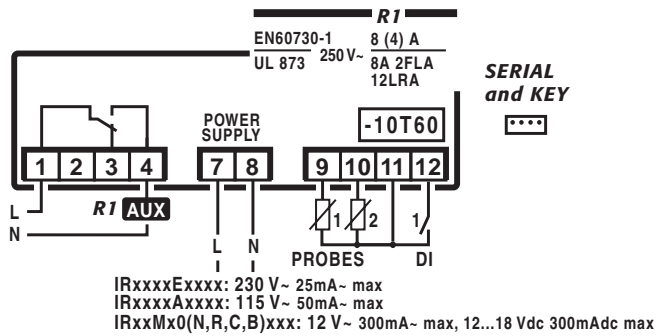 R1
EN60730-1
UL 873
250 V~
8 (4) A
8A 2FLA
12LRA
SERIAL
and KEY
POWER
SUPPLY
-10T60
1 2 3 4
7 8
9 10 11 12
L
N
R1 AUX
L N
1 2
1
PROBES
DI
IRxxxxExxxx: 230 V~ 25mA~ max
IRxxxxAxxxx: 115 V~ 50mA~ max
IRxxMx0(N,R,C,B)xxx: 12 V~ 300mA~ max, 12...18 Vdc 300mAdc max